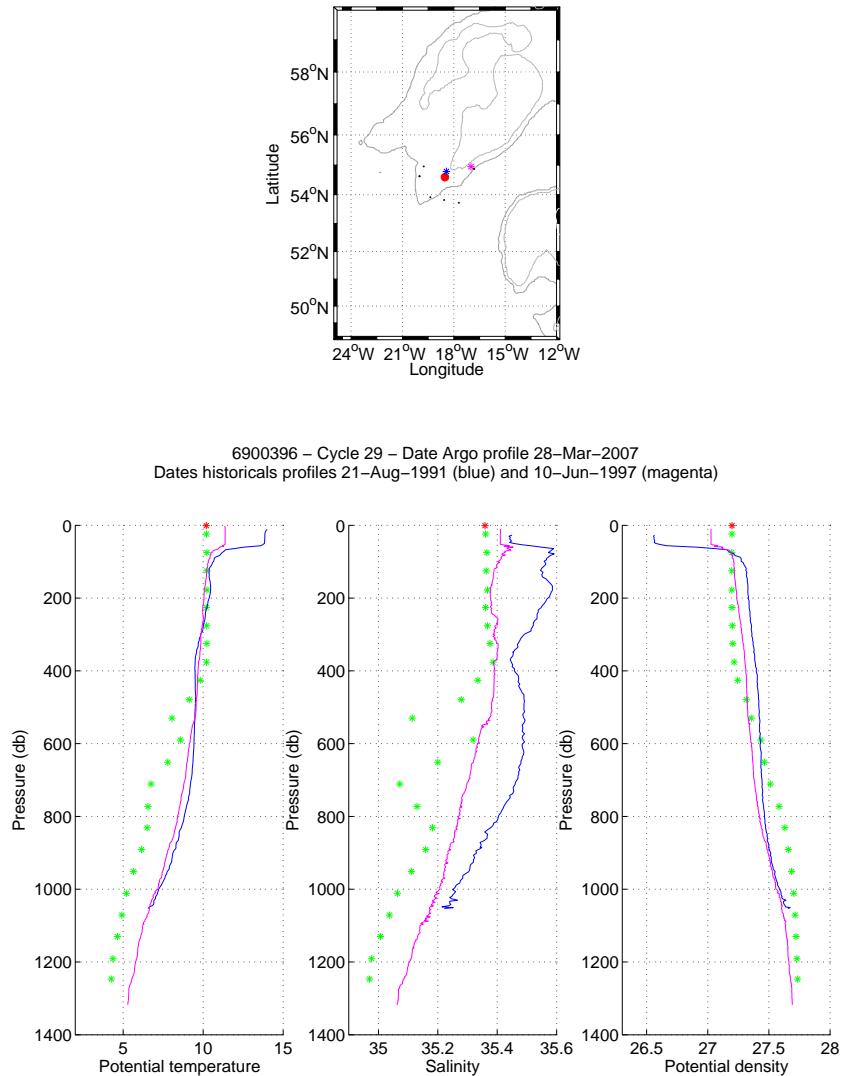 58°N
56°N
54°N
52°N
50°N
Latitude
24°W 21°W 18°W 15°W 12°W
Longitude
6900396 − Cycle 29 − Date Argo profile 28−Mar−2007
Dates historicals profiles 21−Aug−1991 (blue) and 10−Jun−1997 (magenta)
0
200
400
600
800
1000
1200
1400
Pressure (db)
5 10 15
Potential temperature
0
200
400
600
800
1000
1200
1400
Pressure (db)
35 35.2 35.4 35.6
Salinity
0
200
400
600
800
1000
1200
1400
Pressure (db)
26.5 27 27.5 28
Potential density